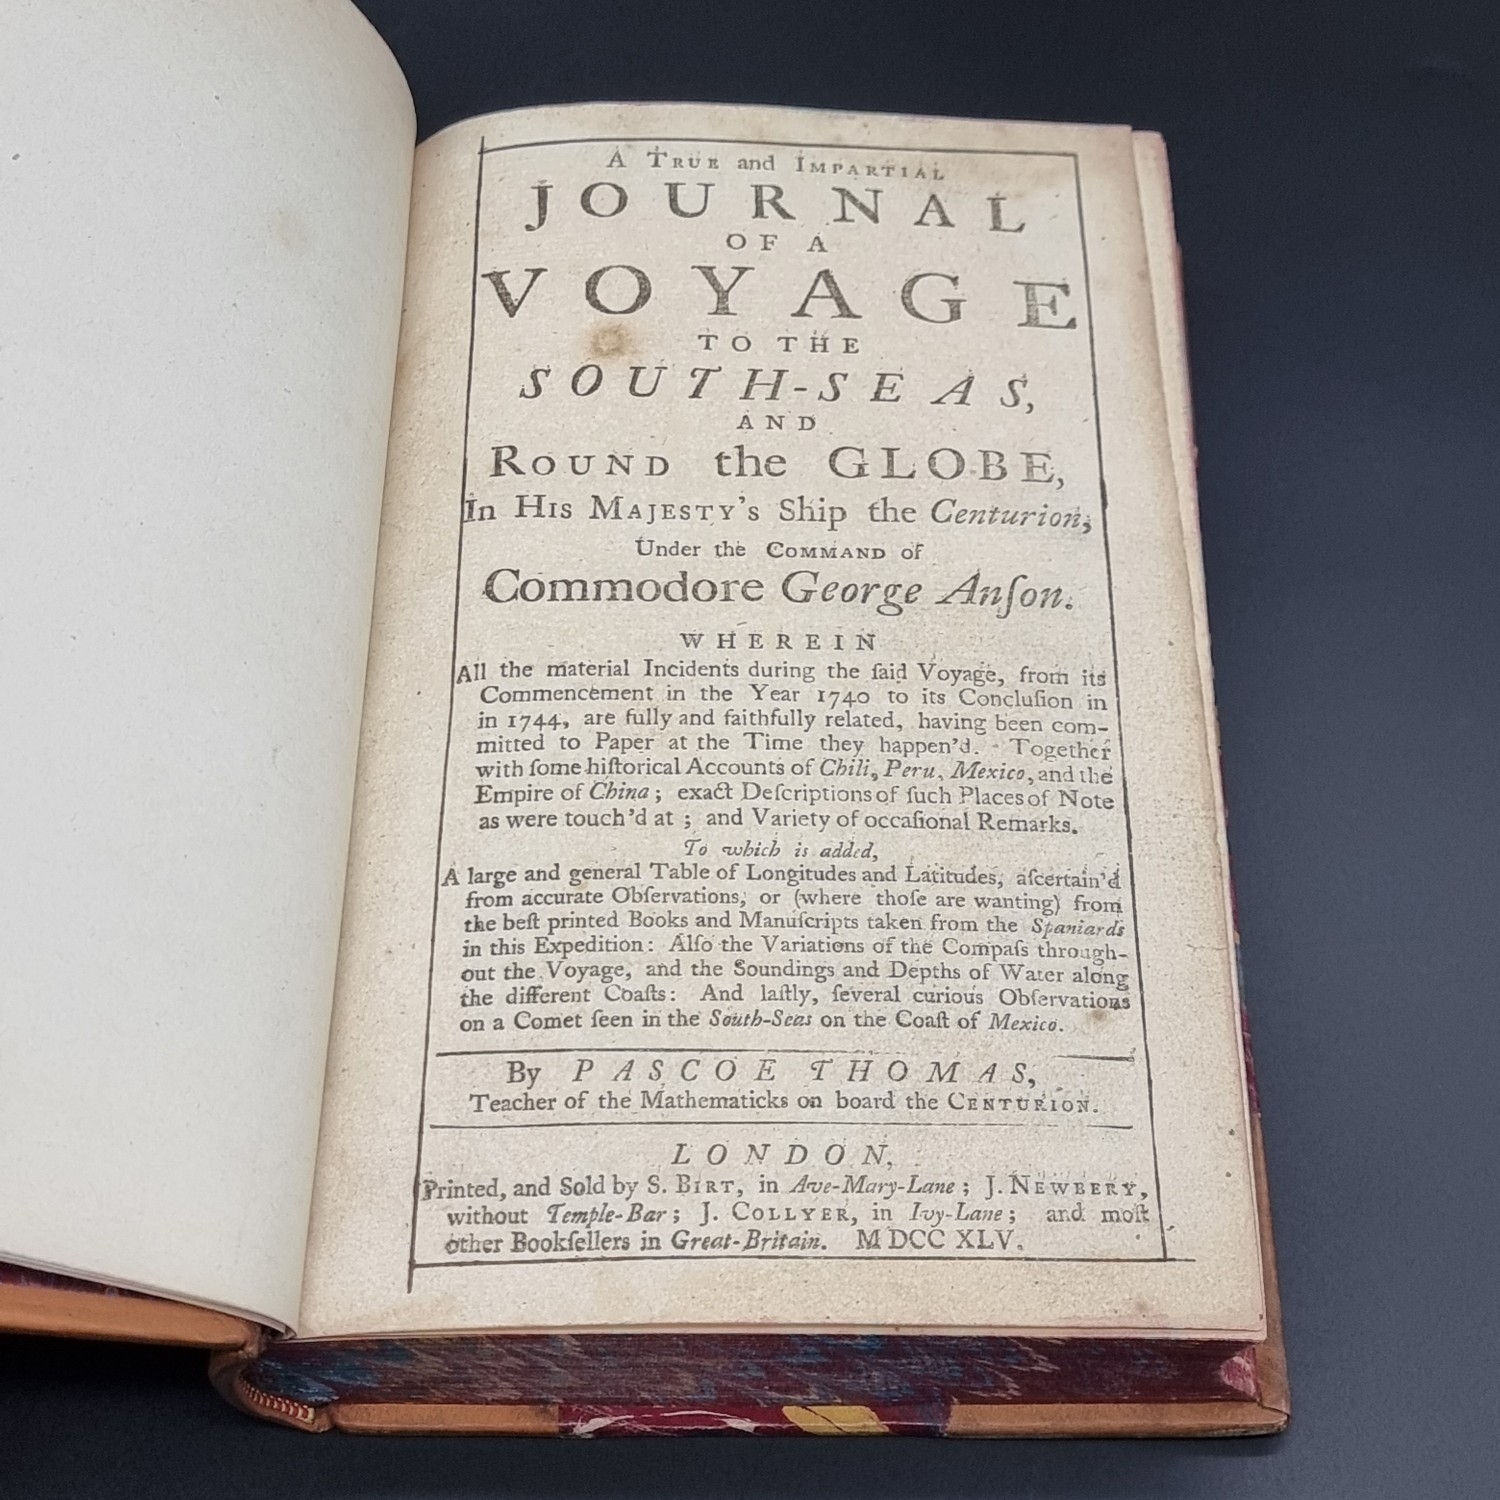 A TRUE and IMPARTIAL
JOURNAL
OF A
VOYAGE
TO THE
SOUTH-SEAS,
AND
ROUND the GLOBE,
In HIS MAJESTY's Ship the Centurion,
Under the COMMAND of
Commodore George Anſon.
WHEREIN
All the material Incidents during the ſaid Voyage, from its
Commencement in the Year 1740 to its Concluſion in
in 1744, are fully and faithfully related, having been com-
mitted to Paper at the Time they happen'd. Together
with ſome hiſtorical Accounts of Chili, Peru, Mexico, and the
Empire of China; exact Deſcriptions of ſuch Places of Note
as were touch'd at; and Variety of occaſional Remarks.
To which is added,
A large and general Table of Longitudes and Latitudes, aſcertain'd
from accurate Obſervations, or (where thoſe are wanting) from
the beſt printed Books and Manuſcripts taken from the Spaniards
in this Expedition: Alſo the Variations of the Compaſs through-
out the Voyage, and the Soundings and Depths of Water along
the different Coaſts: And laſtly, ſeveral curious Obſervations
on a Comet ſeen in the South-Seas on the Coaſt of Mexico.
By PASCOE THOMAS,
Teacher of the Mathematicks on board the CENTURION.
LONDON,
Printed, and Sold by S. BIRT, in Ave-Mary-Lane; J. NEWBERY,
without Temple-Bar; J. COLLYER, in Ivy-Lane; and moſt
other Bookſellers in Great-Britain. MDCCXLV.